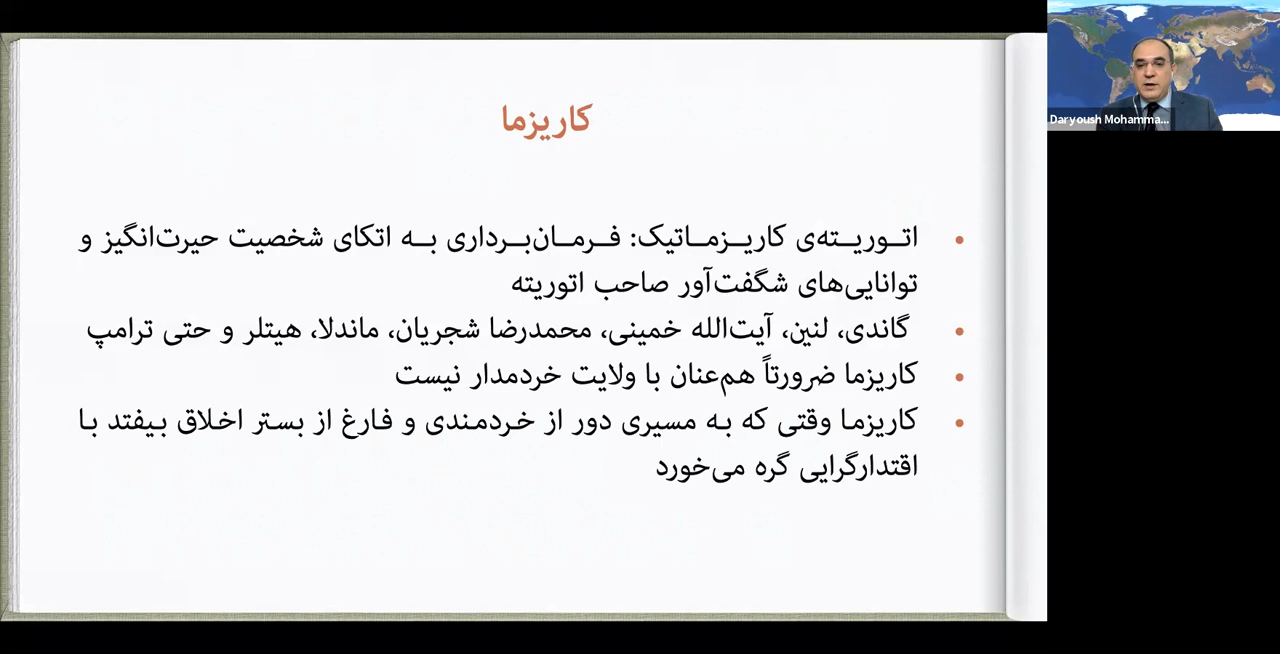 کاریزما
اتوریته‌ی کاریزماتیک: فرمان‌برداری به اتکای شخصیت حیرت‌انگیز و
توانایی‌های شگفت‌آور صاحب اتوریته
گاندی، لنین، آیت‌الله خمینی، محمدرضا شجریان، ماندلا، هیتلر و حتی ترامپ
کاریزما ضرورتاً هم‌عنان با ولایت خردمدار نیست
کاریزما وقتی که به مسیری دور از خردمندی و فارغ از بستر اخلاق بیفتد با
اقتدارگرایی گره می‌خورد
Daryoush Mohamma...